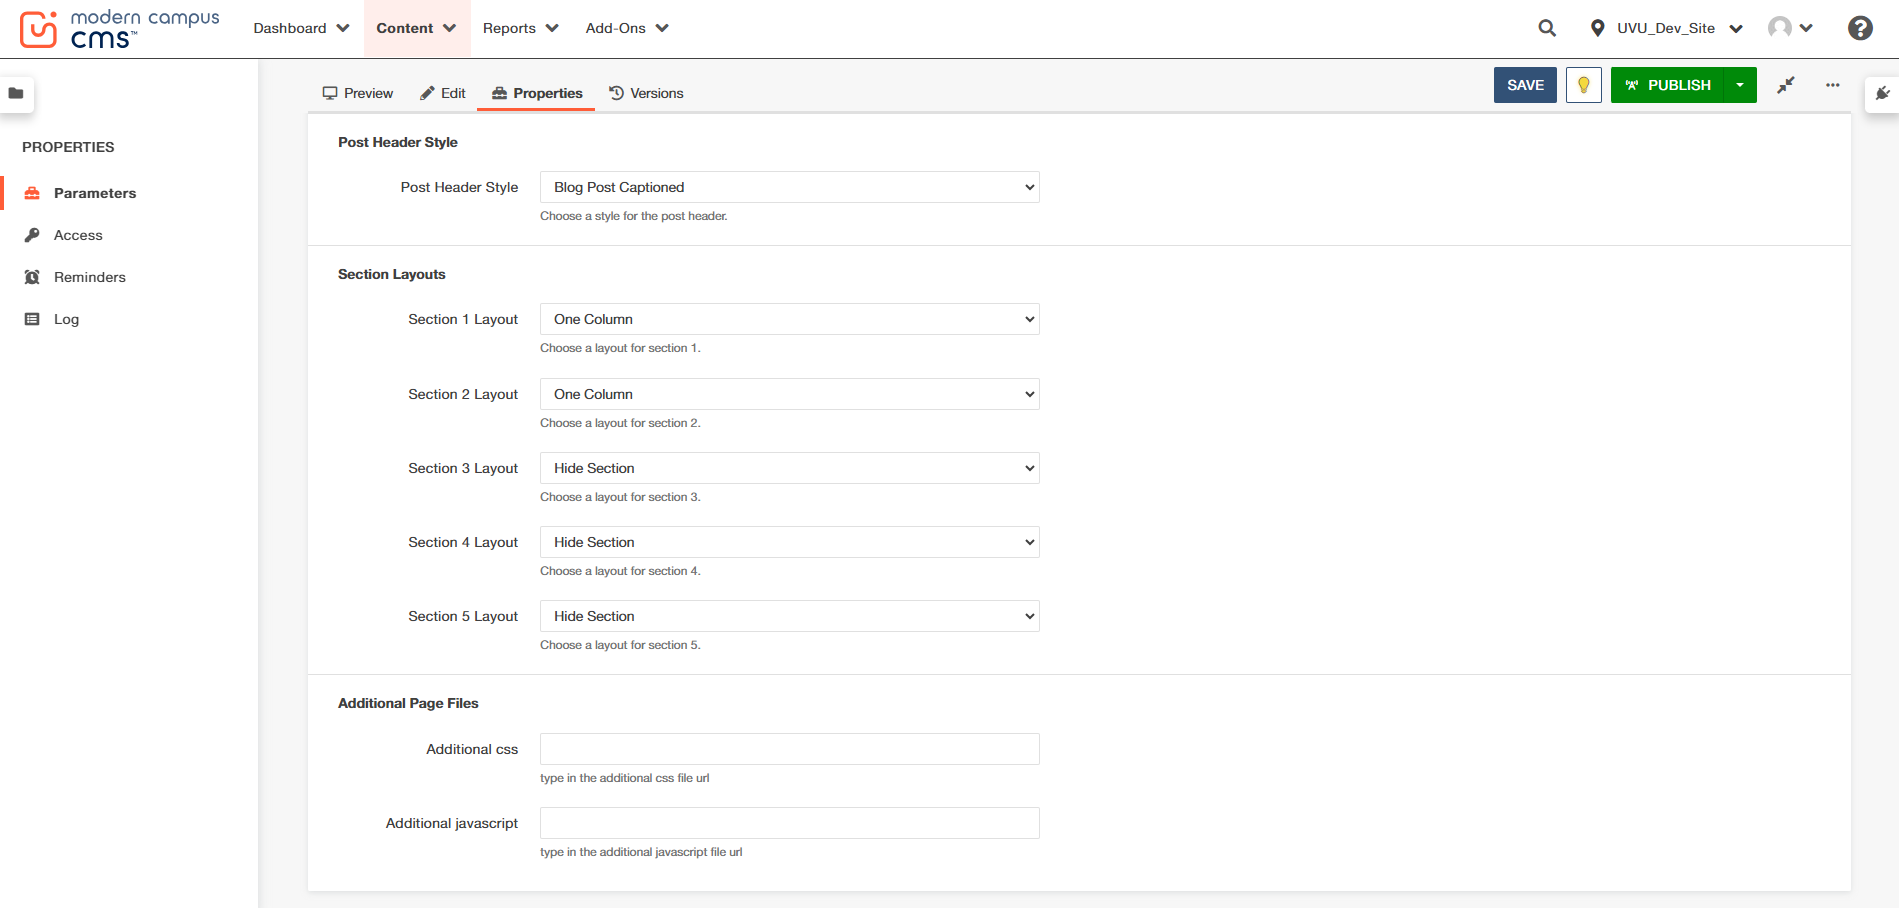 modern campus
cms™
Dashboard
Content
Reports
Add-Ons
UVU_Dev_Site
Preview
Edit
Properties
Versions
SAVE
PUBLISH
PROPERTIES
Parameters
Access
Reminders
Log
Post Header Style
Post Header Style
Blog Post Captioned
Choose a style for the post header.
Section Layouts
Section 1 Layout
One Column
Choose a layout for section 1.
Section 2 Layout
One Column
Choose a layout for section 2.
Section 3 Layout
Hide Section
Choose a layout for section 3.
Section 4 Layout
Hide Section
Choose a layout for section 4.
Section 5 Layout
Hide Section
Choose a layout for section 5.
Additional Page Files
Additional css
type in the additional css file url
Additional javascript
type in the additional javascript file url